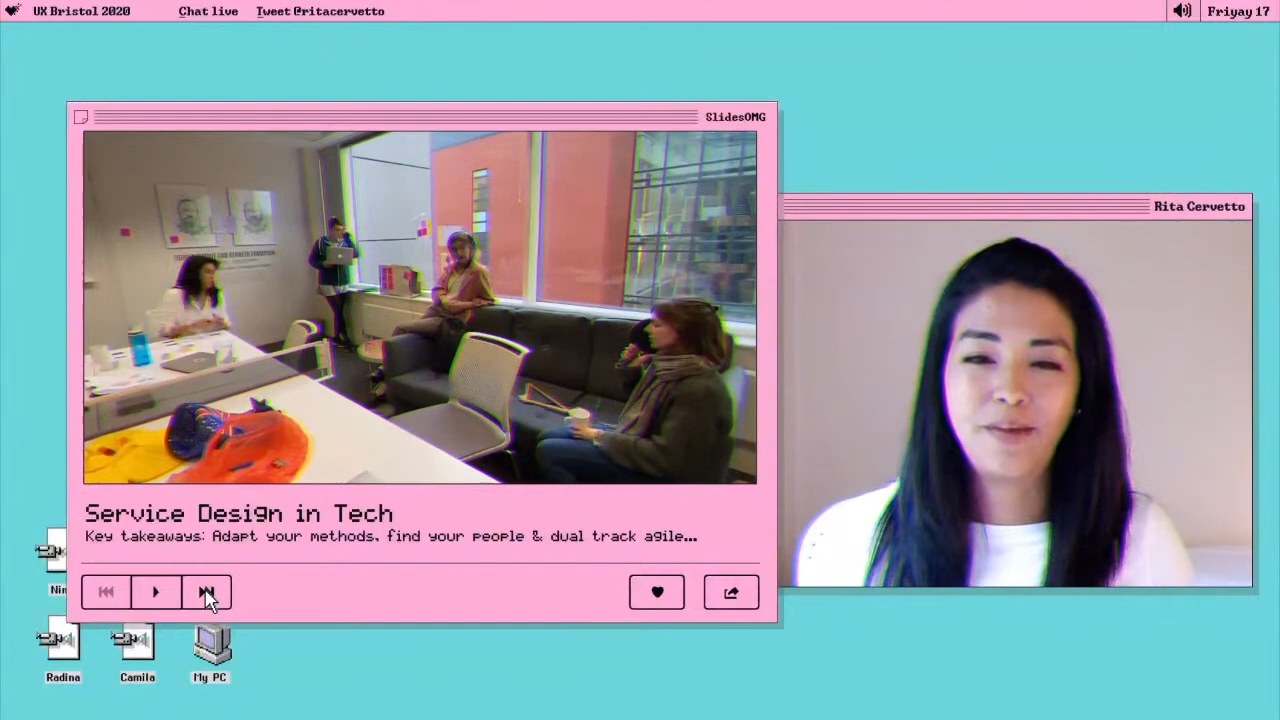 UX Bristol 2020 Chat live Tweet @ritacervetto Friyay 17
SlidesOMG
Rita Cervetto
Service Design in Tech
Key takeaways: Adapt your methods, find your people & dual track agile...
Radina Camila My PC